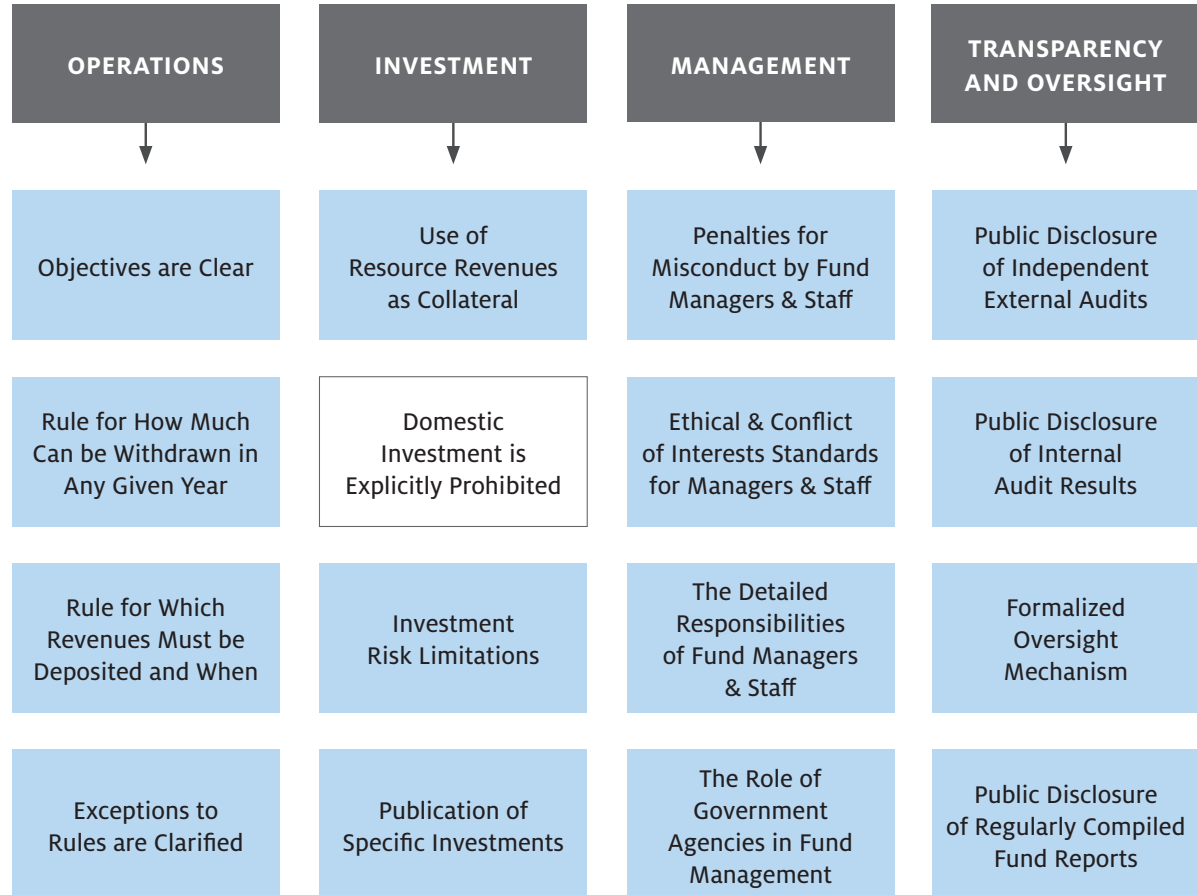 OPERATIONS
Objectives are Clear
Rule for How Much
Can be Withdrawn in
Any Given Year
Rule for Which
Revenues Must be
Deposited and When
Exceptions to
Rules are Clarified
INVESTMENT
Use of
Resource Revenues
as Collateral
Domestic
Investment is
Explicitly Prohibited
Investment
Risk Limitations
Publication of
Specific Investments
MANAGEMENT
Penalties for
Misconduct by Fund
Managers & Staff
Ethical & Conflict
of Interests Standards
for Managers & Staff
The Detailed
Responsibilities
of Fund Managers
& Staff
The Role of
Government
Agencies in Fund
Management
TRANSPARENCY
AND OVERSIGHT
Public Disclosure
of Independent
External Audits
Public Disclosure
of Internal
Audit Results
Formalized
Oversight
Mechanism
Public Disclosure
of Regularly Compiled
Fund Reports